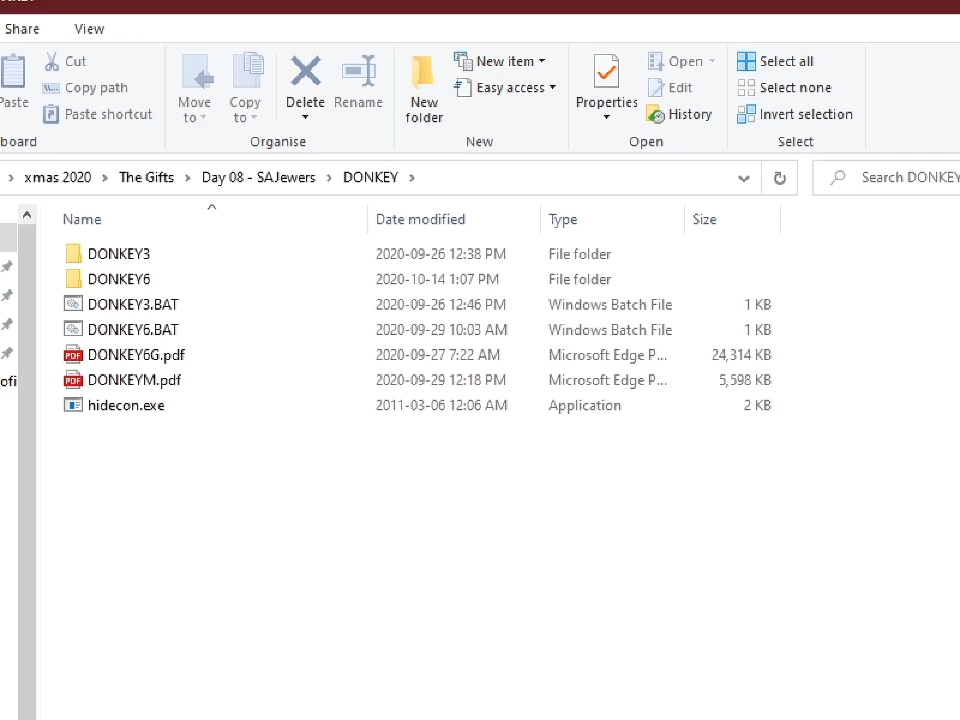 Share View
Cut
Copy path
Paste shortcut
Paste
board
Move to
Copy to
Delete
Rename
Organise
New folder
New item
Easy access
New
Properties
Open
Edit
History
Open
Select all
Select none
Invert selection
Select
xmas 2020 The Gifts Day 08 - SAJewers DONKEY Search DONKEY
Name Date modified Type Size
DONKEY3 2020-09-26 12:38 PM File folder
DONKEY6 2020-10-14 1:07 PM File folder
DONKEY3.BAT 2020-09-26 12:46 PM Windows Batch File 1 KB
DONKEY6.BAT 2020-09-29 10:03 AM Windows Batch File 1 KB
PDF DONKEY6G.pdf 2020-09-27 7:22 AM Microsoft Edge P... 24,314 KB
PDF DONKEYM.pdf 2020-09-29 12:18 PM Microsoft Edge P... 5,598 KB
ofi hidecon.exe 2011-03-06 12:06 AM Application 2 KB